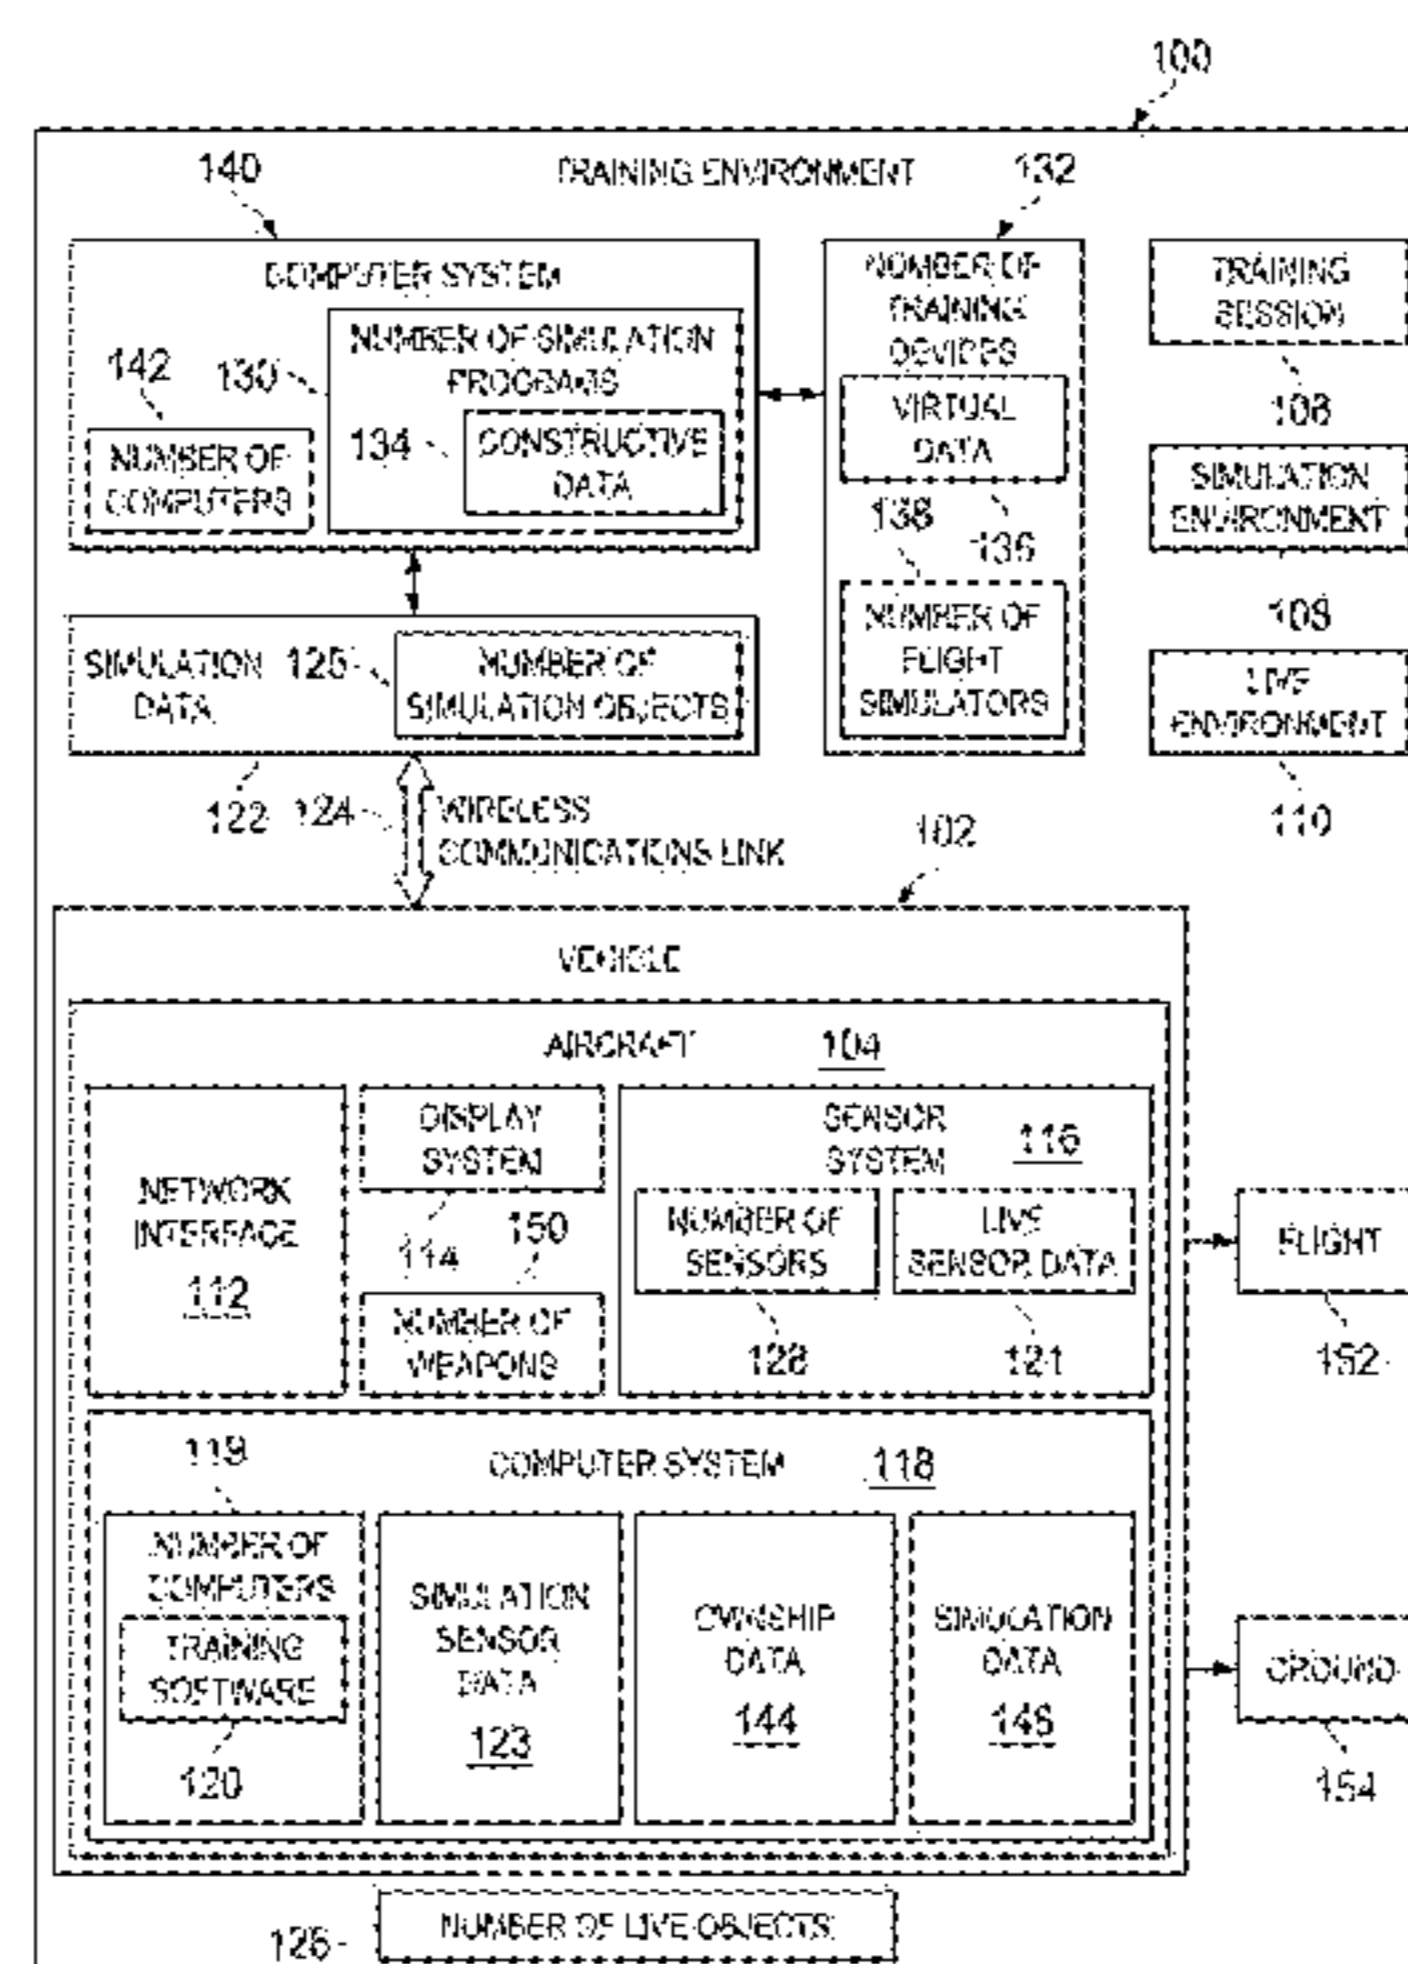 100
TRAINING ENVIRONMENT
140
132
COMPUTER SYSTEM
NUMBER OF SIMULATION
PROGRAMS
130
142
134
CONSTRUCTIVE
DATA
NUMBER OF
COMPUTERS
NUMBER OF
TRAINING
DEVICES
VIRTUAL
DATA
138
136
NUMBER OF
FLIGHT
SIMULATORS
TRAINING
SESSION
SIMULATION
ENVIRONMENT
LIVE
ENVIRONMENT
110
SIMULATION
DATA
NUMBER OF
SIMULATION OBJECTS
122
124
WIRELESS
COMMUNICATIONS LINK
102
VEHICLE
AIRCRAFT
104
NETWORK
INTERFACE
112
DISPLAY
SYSTEM
114
150
NUMBER OF
WEAPONS
SENSOR
SYSTEM
116
NUMBER OF
SENSORS
128
LIVE
SENSOR DATA
121
FLIGHT
152
119
COMPUTER SYSTEM
118
NUMBER OF
COMPUTERS
TRAINING
SOFTWARE
120
SIMULATION
SENSOR
DATA
123
OWNSHIP
DATA
144
SIMULATION
DATA
146
GROUND
154
126
NUMBER OF LIVE OBJECTS